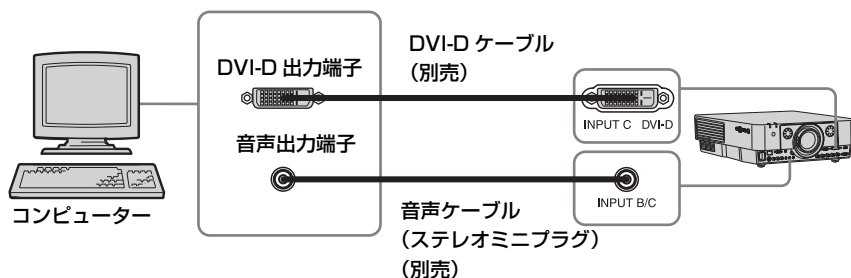 DVI-D ケーブル
（別売）
DVI-D 出力端子
INPUT C DVI-D
音声出力端子
INPUT B/C
コンピューター
音声ケーブル
（ステレオミニプラグ）
（別売）